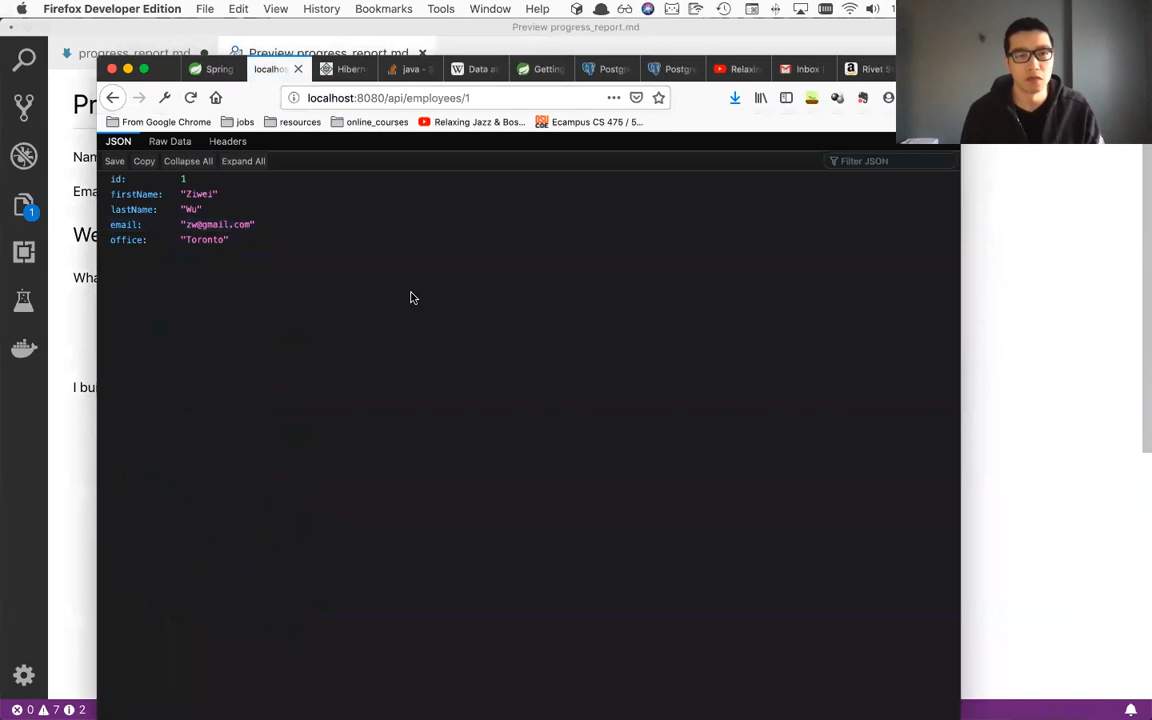 Firefox Developer Edition File Edit View History Bookmarks Tools Window Help
Preview progress_report.md
progress_report.md Preview progress_report.md
Spring localhos Hibern java - S Data a Getting Postgr Postgr Relaxin Inbox Rivet S
localhost:8080/api/employees/1
From Google Chrome jobs resources online_courses Relaxing Jazz & Bos... Ecampus CS 475 / 5...
JSON Raw Data Headers
Save Copy Collapse All Expand All Filter JSON
id: 1
firstName: "Ziwei"
lastName: "Wu"
email: "zw@gmail.com"
office: "Toronto"
Pr
Nam
Ema
We
Wha
I bui
1
0 7 2